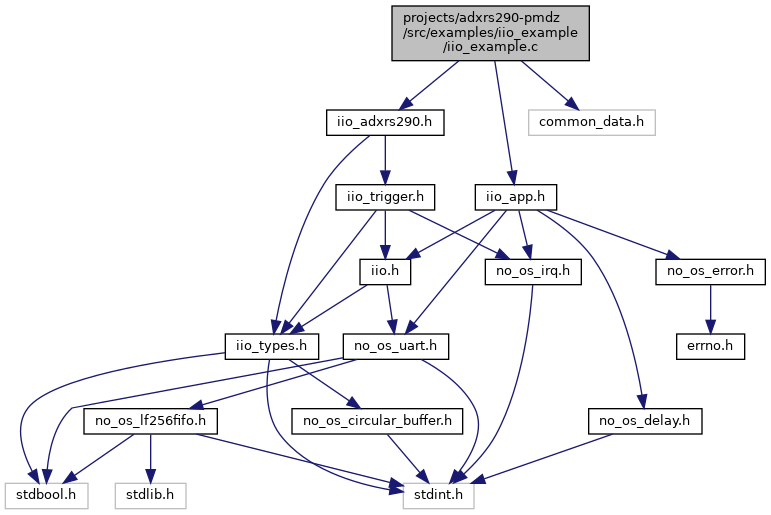 projects/adxrs290-pmdz
/src/examples/iio_example
/iio_example.c
iio_adxrs290.h
common_data.h
iio_trigger.h
iio_app.h
iio.h
no_os_irq.h
no_os_error.h
iio_types.h
no_os_uart.h
errno.h
no_os_lf256fifo.h
no_os_circular_buffer.h
no_os_delay.h
stdbool.h
stdlib.h
stdint.h